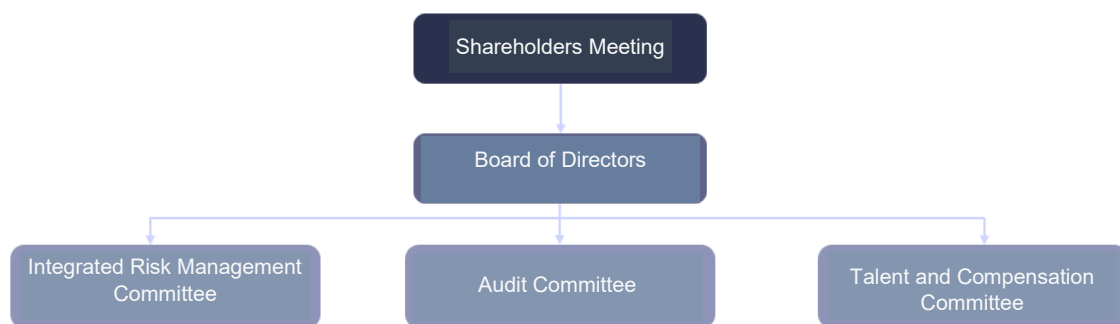 Shareholders Meeting
Board of Directors
Integrated Risk Management
Committee
Audit Committee
Talent and Compensation
Committee